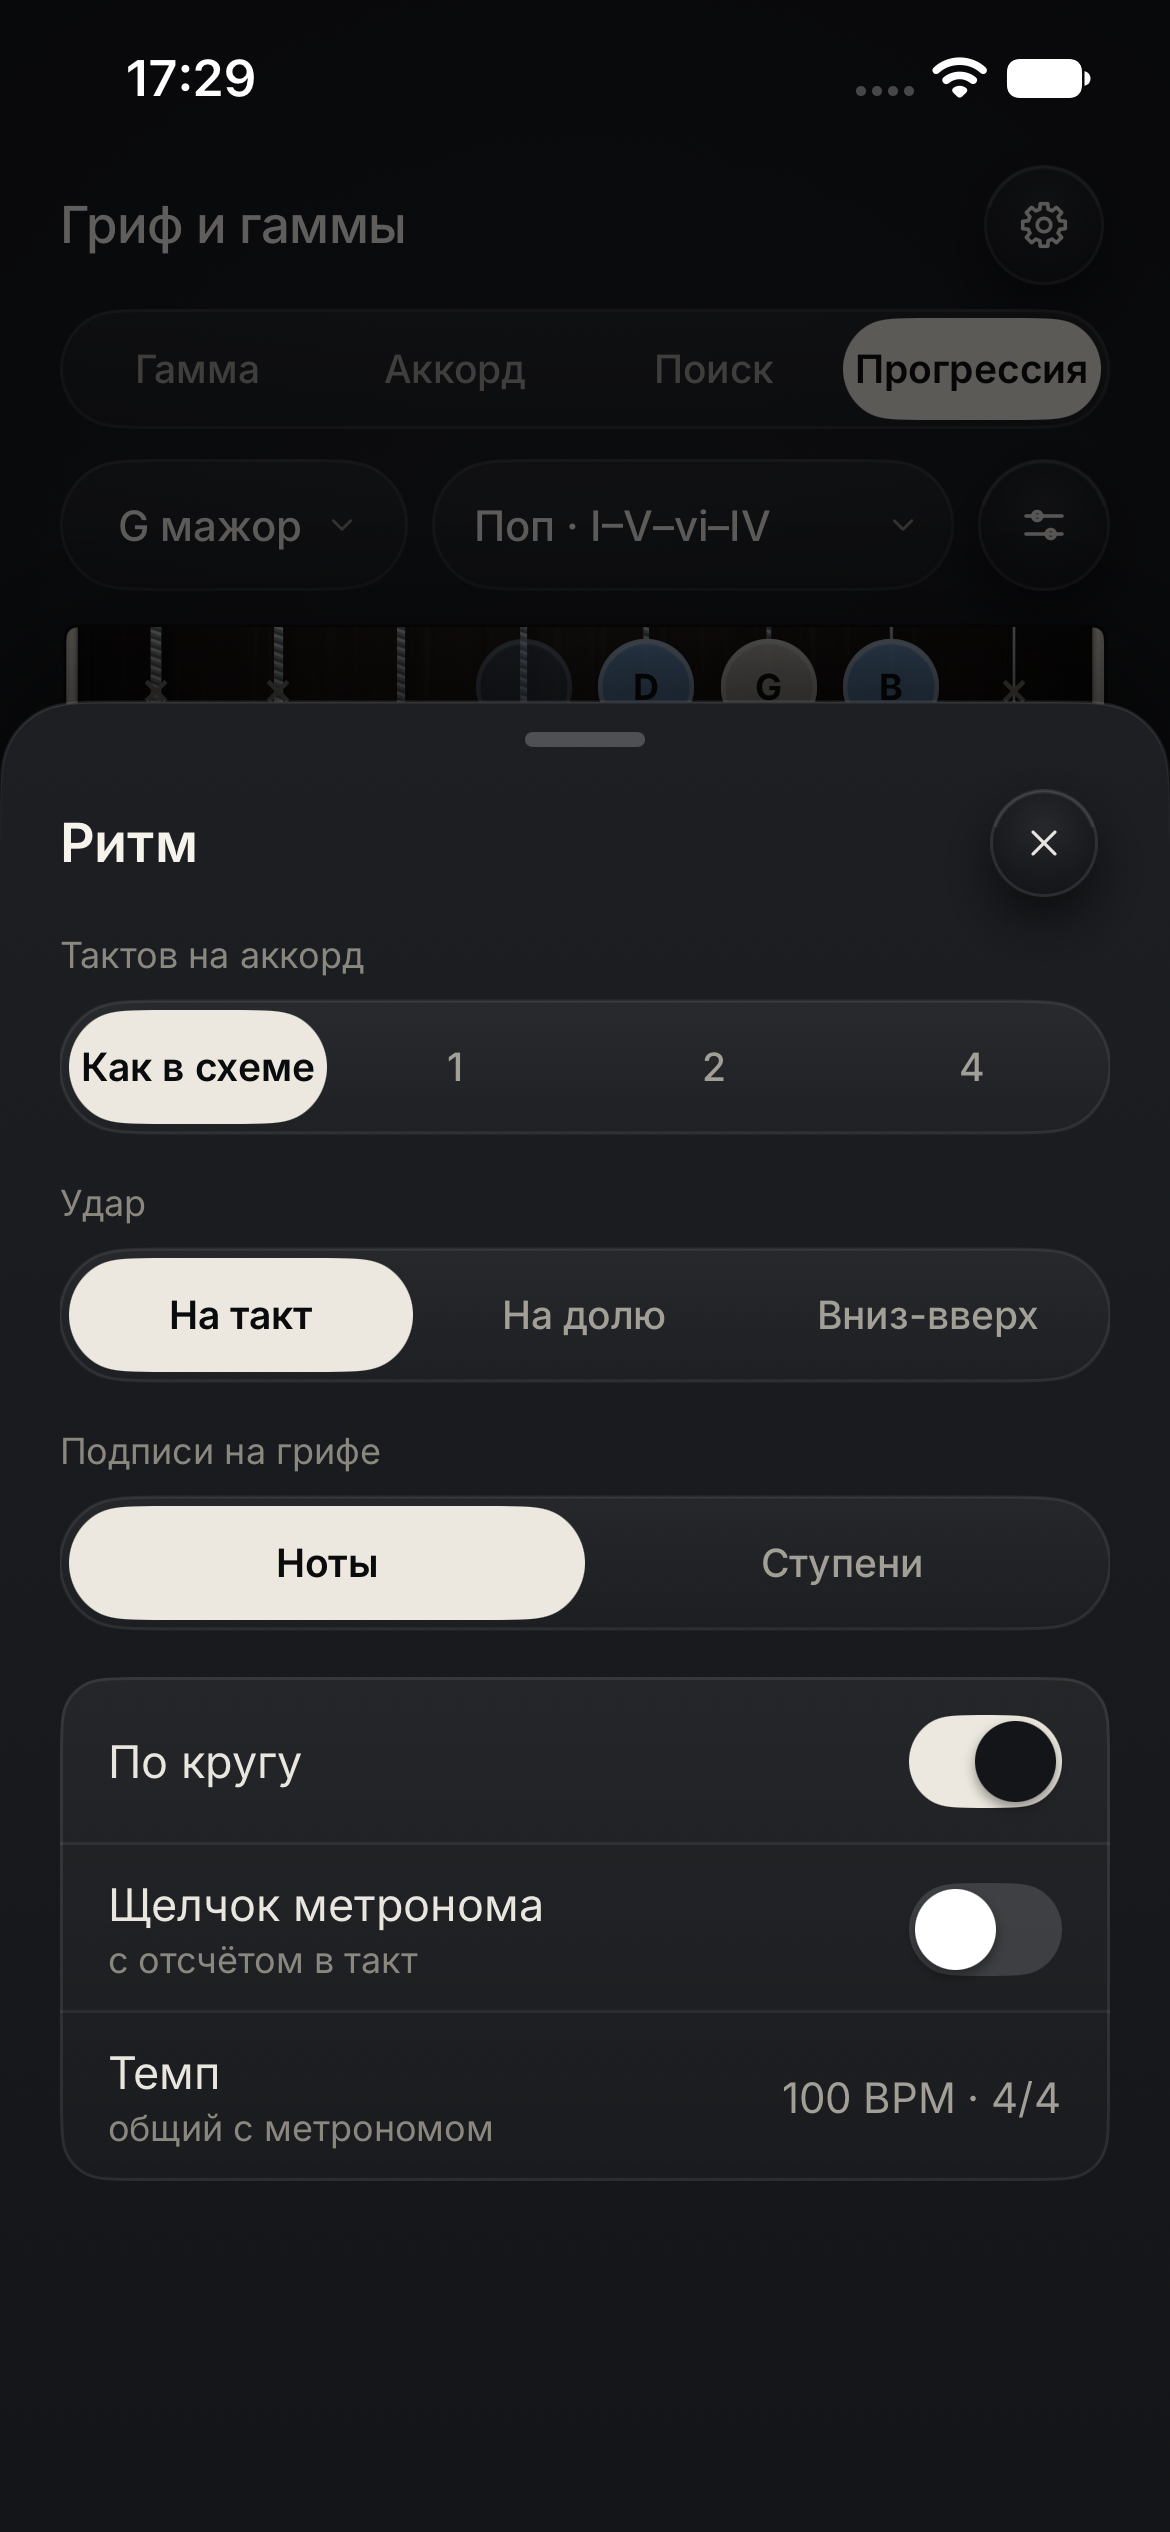 17:29
Гриф и гаммы
Гамма Аккорд Поиск Прогрессия
G мажор Поп · I–V–vi–IV
D G B
Ритм
Тактов на аккорд
Как в схеме 1 2 4
Удар
На такт На долю Вниз-вверх
Подписи на грифе
Ноты Ступени
По кругу
Щелчок метронома
с отсчётом в такт
Темп
общий с метрономом
100 BPM · 4/4